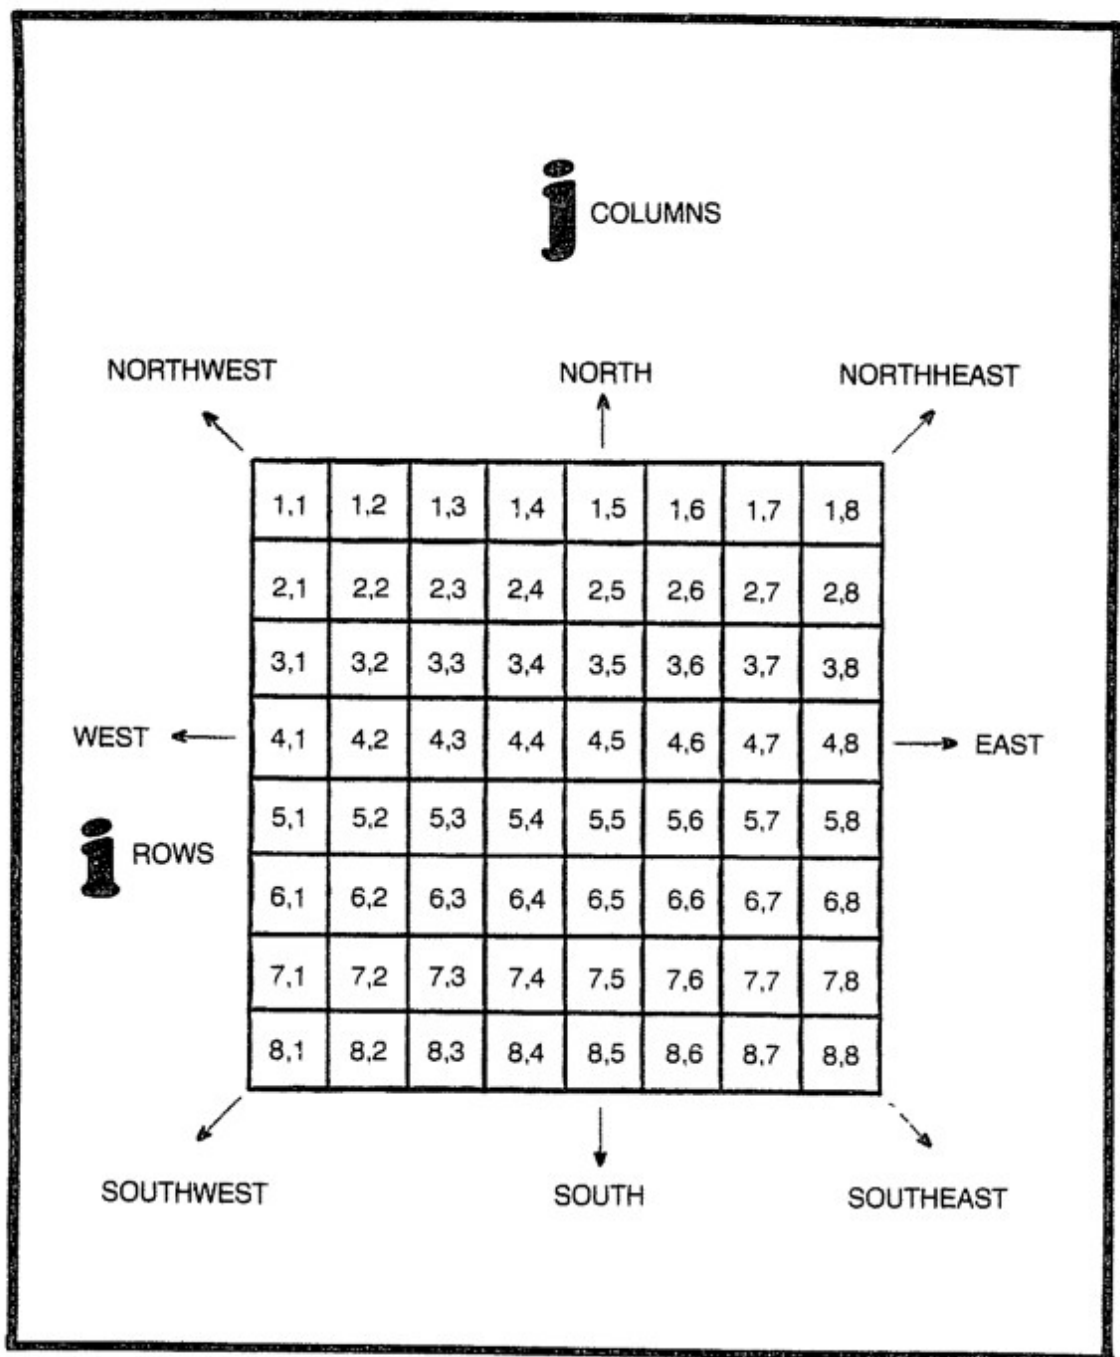 j COLUMNS
NORTHWEST NORTH NORTHHEAST
1,1 1,2 1,3 1,4 1,5 1,6 1,7 1,8
2,1 2,2 2,3 2,4 2,5 2,6 2,7 2,8
3,1 3,2 3,3 3,4 3,5 3,6 3,7 3,8
WEST 4,1 4,2 4,3 4,4 4,5 4,6 4,7 4,8 EAST
5,1 5,2 5,3 5,4 5,5 5,6 5,7 5,8
i ROWS
6,1 6,2 6,3 6,4 6,5 6,6 6,7 6,8
7,1 7,2 7,3 7,4 7,5 7,6 7,7 7,8
8,1 8,2 8,3 8,4 8,5 8,6 8,7 8,8
SOUTHWEST SOUTH SOUTHEAST